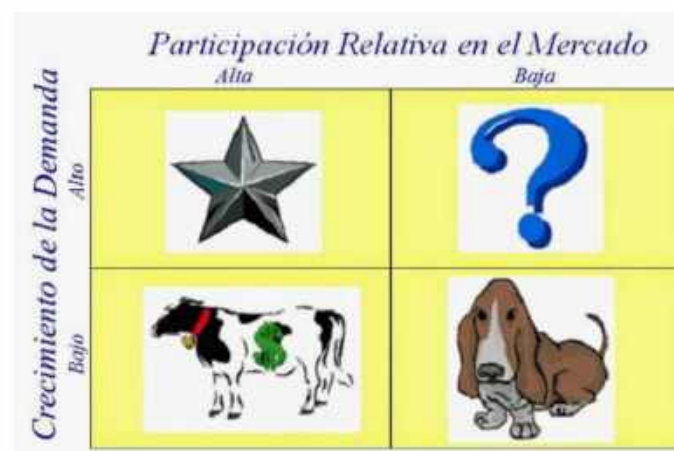 Participación Relativa en el Mercado
Alta Baja
Crecimiento de la Demanda
Alto
Bajo
$